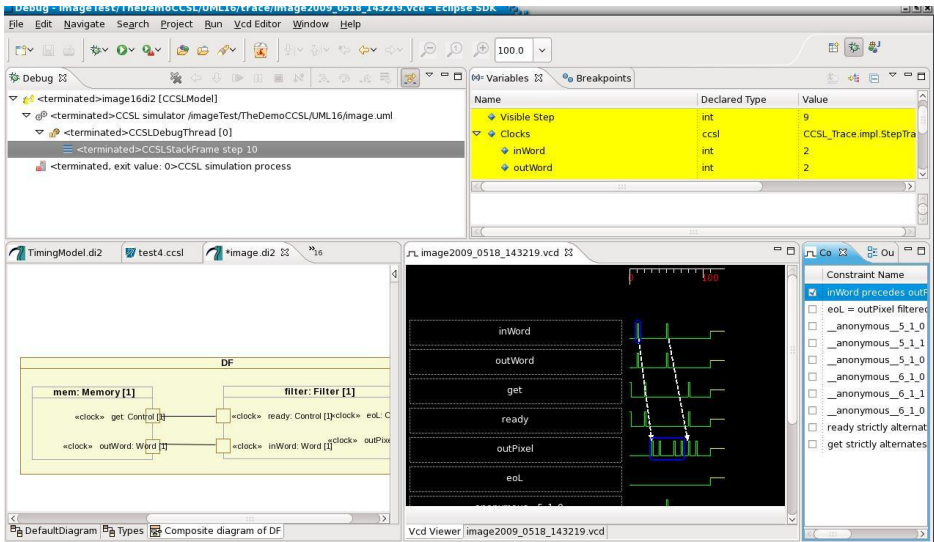 Debug - ImageTest/TheDemoCCSL/UML16/trace/image2009_0518_143219.vcd - Eclipse SDK
File Edit Navigate Search Project Run Vcd Editor Window Help
100.0
Debug
<terminated>image16di2 [CCSLModel]
<terminated>CCSL simulator /imageTest/TheDemoCCSL/UML16/image.uml
<terminated>CCSLDebugThread [0]
<terminated>CCSLStackFrame step 10
<terminated, exit value: 0>CCSL simulation process
Variables Breakpoints
Name Declared Type Value
Visible Step int 9
Clocks ccsl CCSL_Trace.impl.StepTra
inWord int 2
outWord int 2
TimingModel.di2 test4.ccsl *image.di2 »16
DF
mem: Memory [1] filter: Filter [1]
«clock» get: Control [1] «clock» ready: Control [1] «clock» eoL: C
«clock» outWord: Word [1] «clock» inWord: Word [1] «clock» outPixe
DefaultDiagram Types Composite diagram of DF
image2009_0518_143219.vcd
0 100
inWord
outWord
get
ready
outPixel
eoL
anonymous_5_1_0
Vcd Viewer image2009_0518_143219.vcd
Co Ou
Constraint Name
inWord precedes outP
eoL = outPixel filtered
__anonymous__5_1_0
__anonymous__5_1_1
__anonymous__5_1_0
__anonymous__6_1_0
__anonymous__6_1_1
__anonymous__6_1_0
ready strictly alternat
get strictly alternates